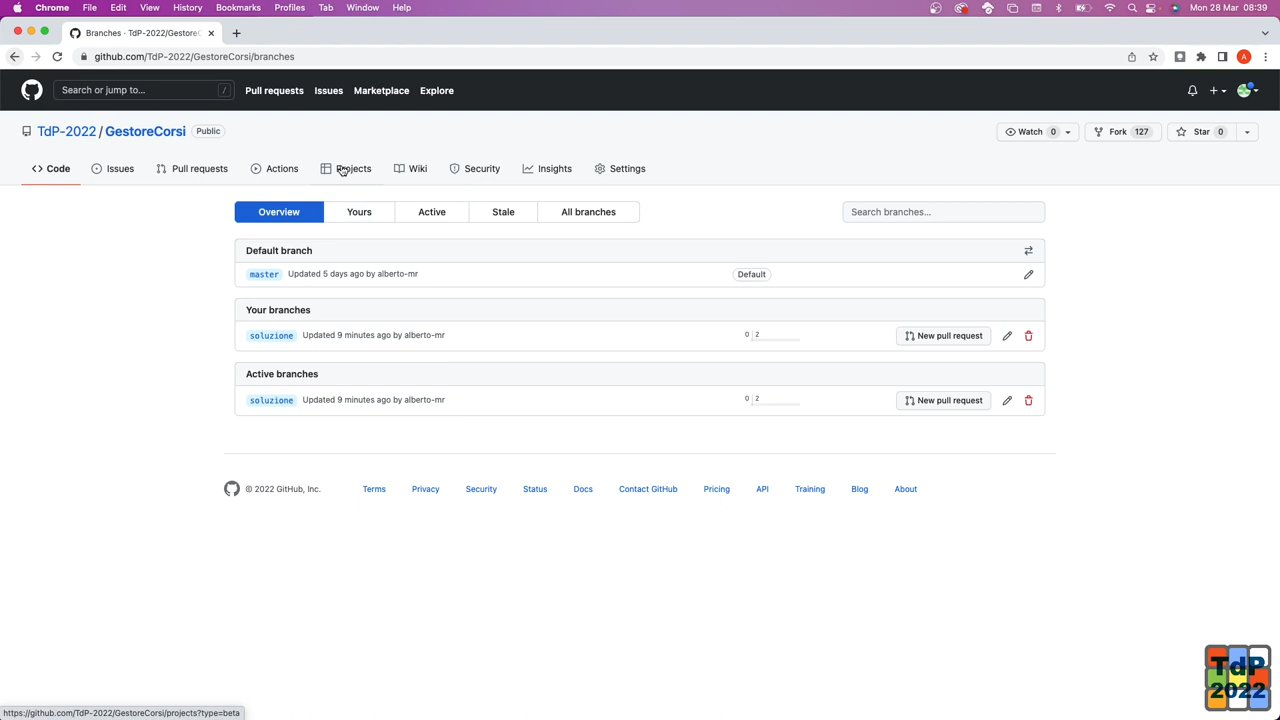 Chrome File Edit View History Bookmarks Profiles Tab Window Help Mon 28 Mar 08:39
Branches · TdP-2022/GestoreC
github.com/TdP-2022/GestoreCorsi/branches A
Search or jump to... / Pull requests Issues Marketplace Explore
TdP-2022 / GestoreCorsi Public Watch 0 Fork 127 Star 0
Code Issues Pull requests Actions Projects Wiki Security Insights Settings
Overview Yours Active Stale All branches Search branches...
Default branch
master Updated 5 days ago by alberto-mr Default
Your branches
soluzione Updated 9 minutes ago by alberto-mr 0 2 New pull request
Active branches
soluzione Updated 9 minutes ago by alberto-mr 0 2 New pull request
© 2022 GitHub, Inc. Terms Privacy Security Status Docs Contact GitHub Pricing API Training Blog About
TdP
2022
https://github.com/TdP-2022/GestoreCorsi/projects?type=beta